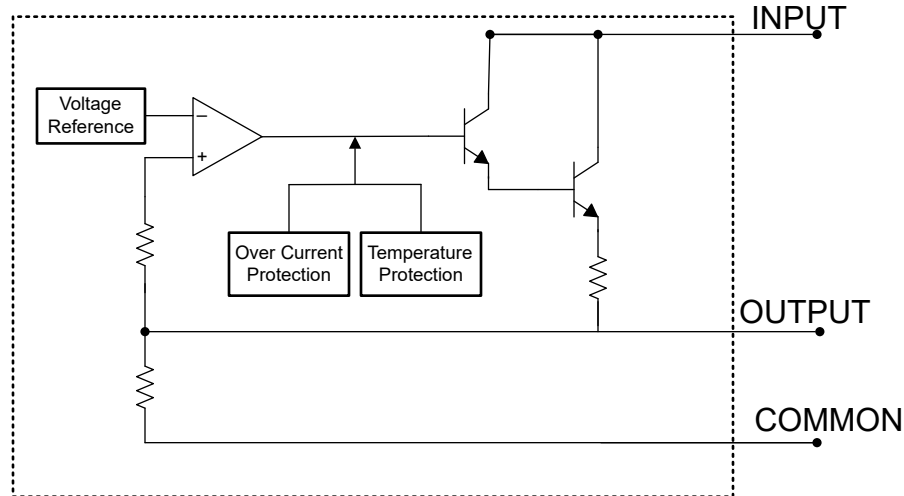 INPUT
Voltage
Reference
−
+
Over Current
Protection
Temperature
Protection
OUTPUT
COMMON